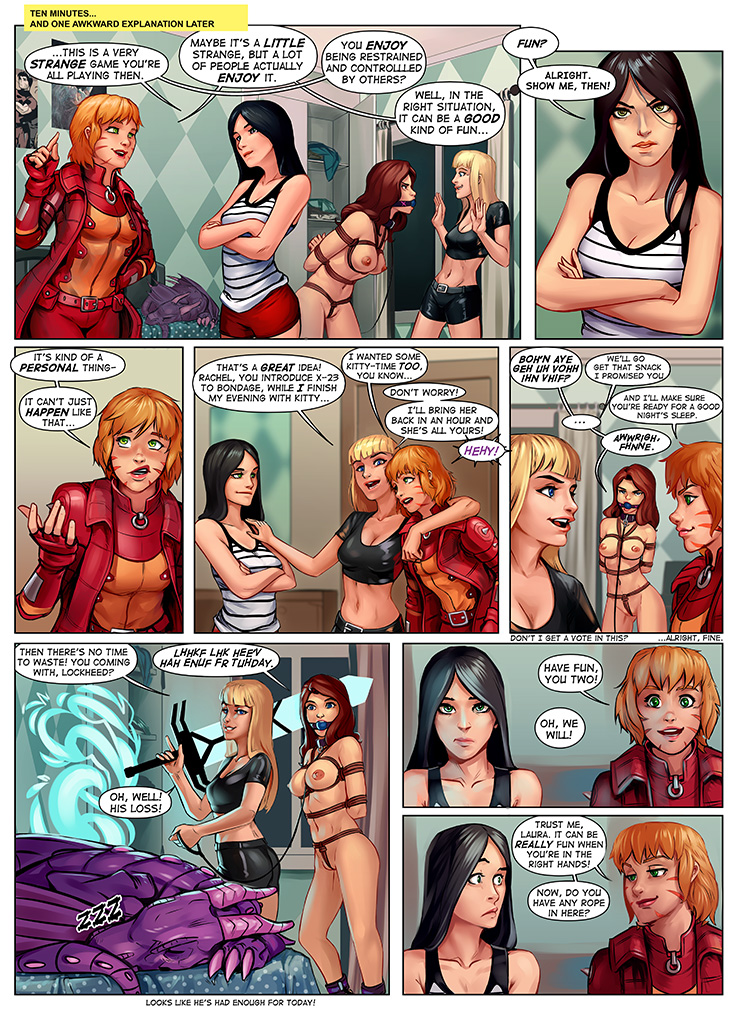 TEN MINUTES...
AND ONE AWKWARD EXPLANATION LATER
...THIS IS A VERY
STRANGE GAME YOU'RE
ALL PLAYING THEN.
MAYBE IT'S A LITTLE
STRANGE, BUT A LOT
OF PEOPLE ACTUALLY
ENJOY IT.
YOU ENJOY
BEING RESTRAINED
AND CONTROLLLED
BY OTHERS?
WELL, IN THE
RIGHT SITUATION,
IT CAN BE A GOOD
KIND OF FUN...
FUN?
ALRIGHT.
SHOW ME, THEN!
IT'S KIND OF A
PERSONAL THING-
IT CAN'T JUST
HAPPEN LIKE
THAT...
THAT'S A GREAT IDEA!
RACHEL, YOU INTRODUCE X-23
TO BONDAGE, WHILE I FINISH
MY EVENING WITH KITTY...
I WANTED SOME
KITTY-TIME TOO,
YOU KNOW...
DON'T WORRY!
I'LL BRING HER
BACK IN AN HOUR AND
SHE'S ALL YOURS!
HEHY!
BOH'N AYE
GEH UH VOHH
IHN VHIF?
WE'LL GO
GET THAT SNACK
I PROMISED YOU
...
AND I'LL MAKE SURE
YOU'RE READY FOR A GOOD
NIGHT'S SLEEP.
AWWRIGH,
FHNNE.
DON'T I GET A VOTE IN THIS?
...ALRIGHT, FINE.
THEN THERE'S NO TIME
TO WASTE! YOU COMING
WITH, LOCKHEED?
LHHKF LHK HEE'V
HAH ENUF FR TUHDAY.
OH, WELL!
HIS LOSS!
ZZZ
LOOKS LIKE HE'S HAD ENOUGH FOR TODAY!
HAVE FUN,
YOU TWO!
OH, WE
WILL!
TRUST ME,
LAURA. IT CAN BE
REALLY FUN WHEN
YOU'RE IN THE
RIGHT HANDS!
NOW, DO YOU
HAVE ANY ROPE
IN HERE?